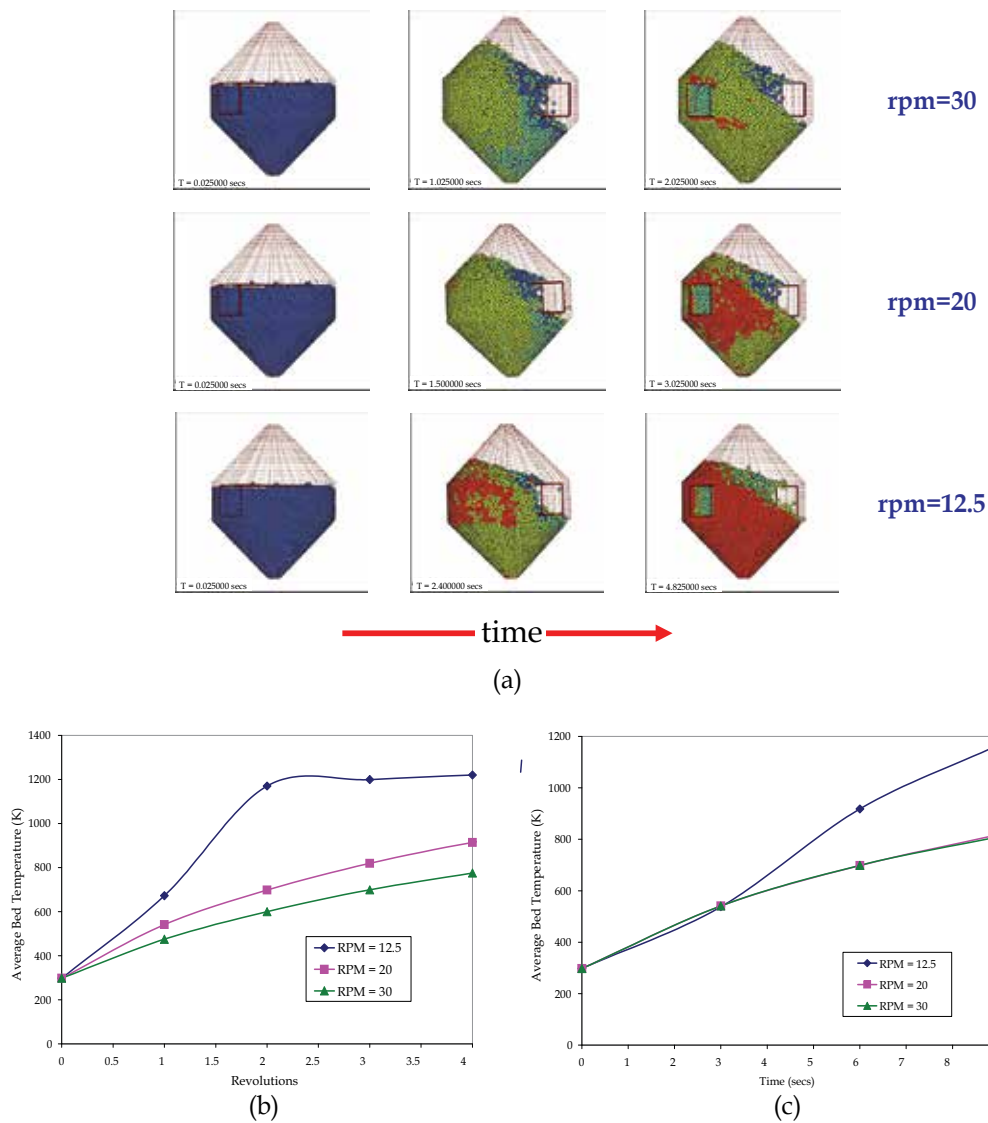 T = 0.025000 secs
1.025000 secs
T = 2.025000 secs
rpm=30
T = 0.025000 secs
T = 1.500000 secs
T = 3.025000 secs
rpm=20
T = 0.025000 secs
T = 2.400000 secs
T = 4.825000 secs
rpm=12.5
time
(a)
Average Bed Temperature (K)
1400
1200
1000
800
600
400
200
0
0 0.5 1 1.5 2 2.5 3 3.5 4
Revolutions
RPM = 12.5
RPM = 20
RPM = 30
(b)
Average Bed Temperature (K)
1200
1000
800
600
400
200
0
0 1 2 3 4 5 6 7 8
Time (secs)
RPM = 12.5
RPM = 20
RPM = 30
(c)